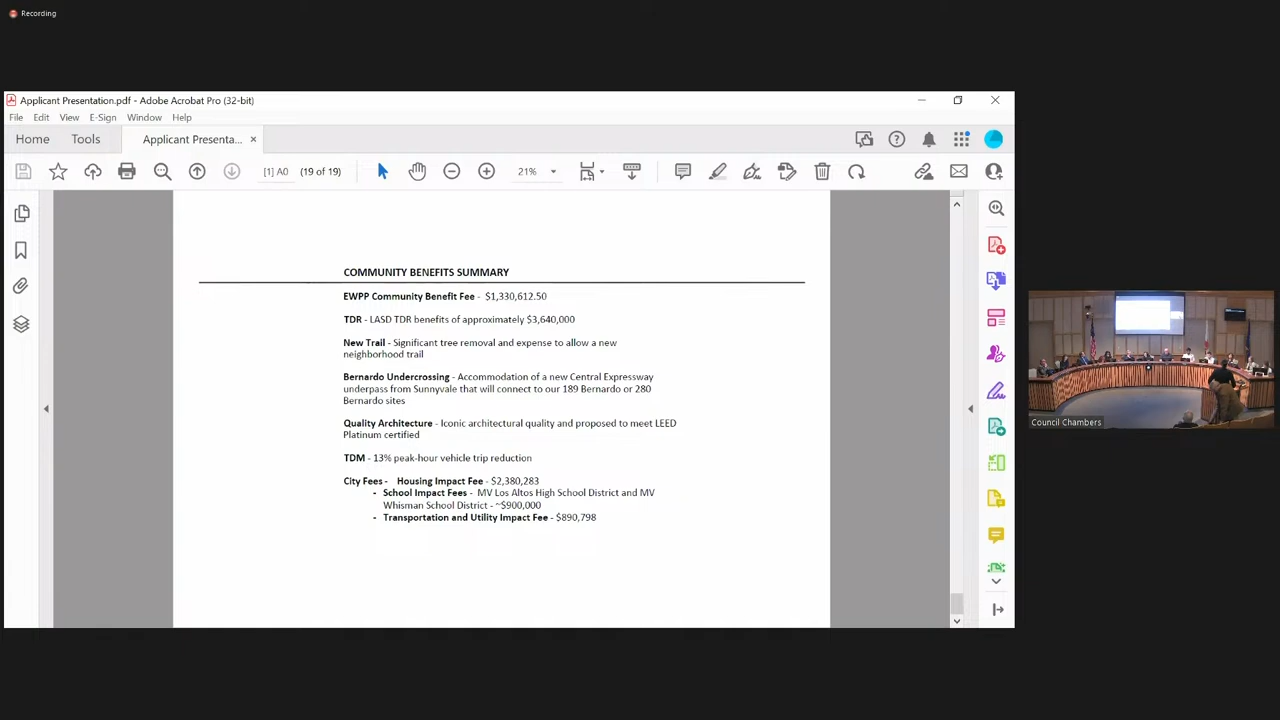 Recording
Applicant Presentation.pdf - Adobe Acrobat Pro (32-bit)
File Edit View E-Sign Window Help
Home Tools Applicant Presenta... ×
[1] A0 (19 of 19) 21%
COMMUNITY BENEFITS SUMMARY
EWPP Community Benefit Fee - $1,330,612.50
TDR - LASD TDR benefits of approximately $3,640,000
New Trail - Significant tree removal and expense to allow a new
neighborhood trail
Bernardo Undercrossing - Accommodation of a new Central Expressway
underpass from Sunnyvale that will connect to our 189 Bernardo or 280
Bernardo sites
Quality Architecture - Iconic architectural quality and proposed to meet LEED
Platinum certified
TDM - 13% peak-hour vehicle trip reduction
City Fees - Housing Impact Fee - $2,380,283
- School Impact Fees - MV Los Altos High School District and MV
Whisman School District - ~$900,000
- Transportation and Utility Impact Fee - $890,798
Council Chambers